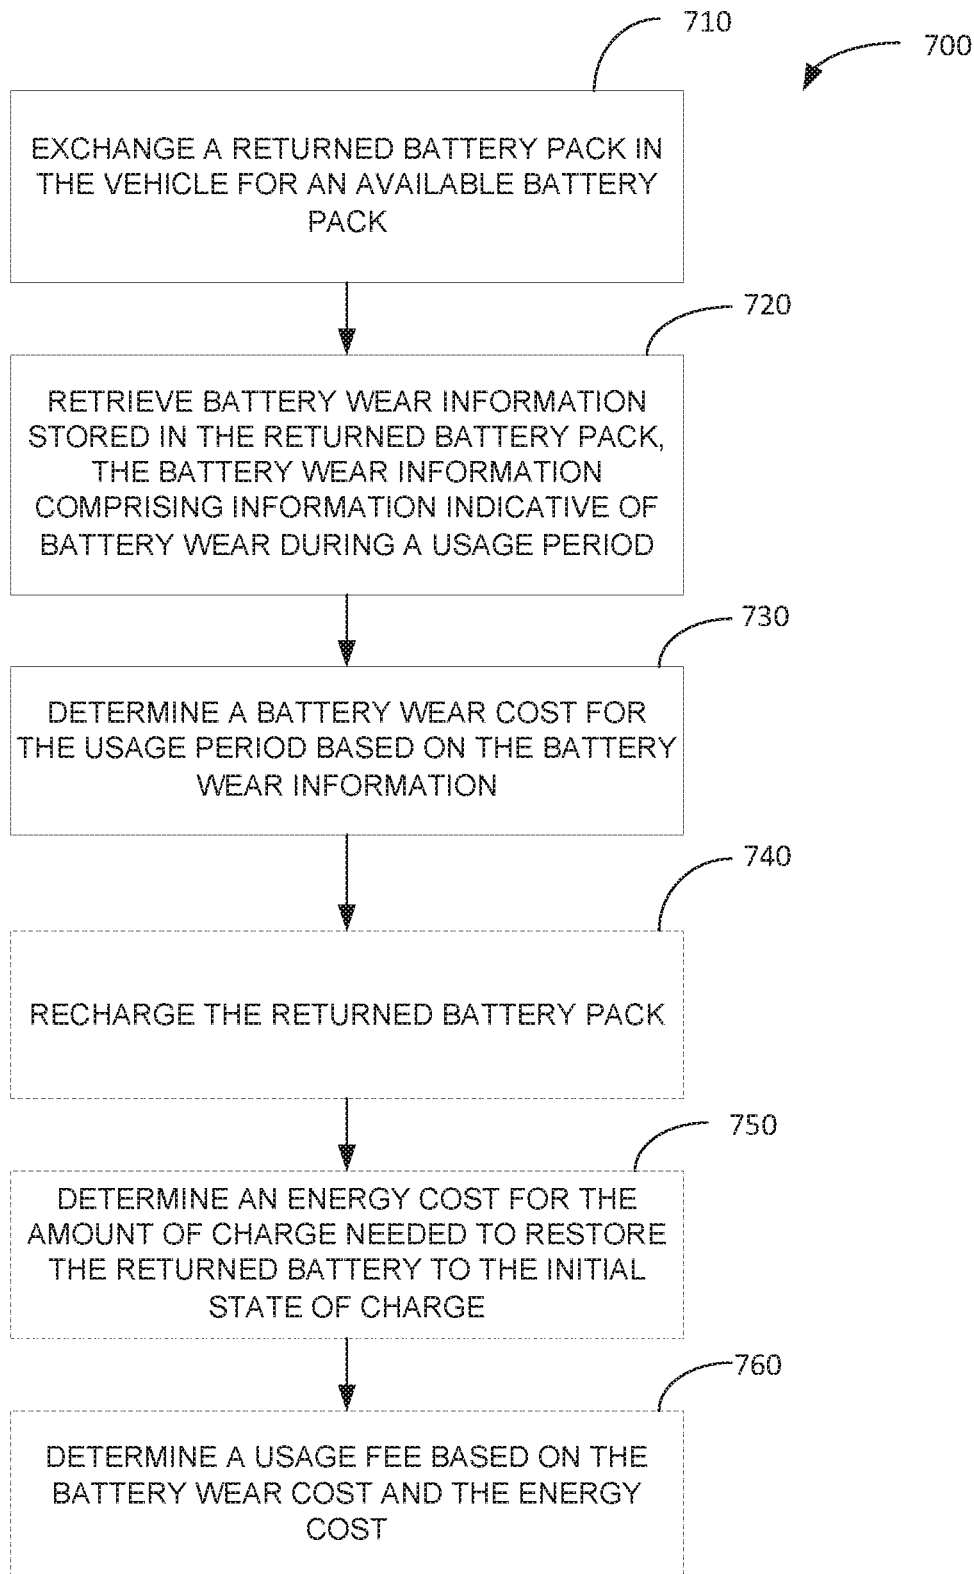 710
700
EXCHANGE A RETURNED BATTERY PACK IN
THE VEHICLE FOR AN AVAILABLE BATTERY
PACK
720
RETRIEVE BATTERY WEAR INFORMATION
STORED IN THE RETURNED BATTERY PACK,
THE BATTERY WEAR INFORMATION
COMPRISING INFORMATION INDICATIVE OF
BATTERY WEAR DURING A USAGE PERIOD
730
DETERMINE A BATTERY WEAR COST FOR
THE USAGE PERIOD BASED ON THE BATTERY
WEAR INFORMATION
740
RECHARGE THE RETURNED BATTERY PACK
750
DETERMINE AN ENERGY COST FOR THE
AMOUNT OF CHARGE NEEDED TO RESTORE
THE RETURNED BATTERY TO THE INITIAL
STATE OF CHARGE
760
DETERMINE A USAGE FEE BASED ON THE
BATTERY WEAR COST AND THE ENERGY
COST